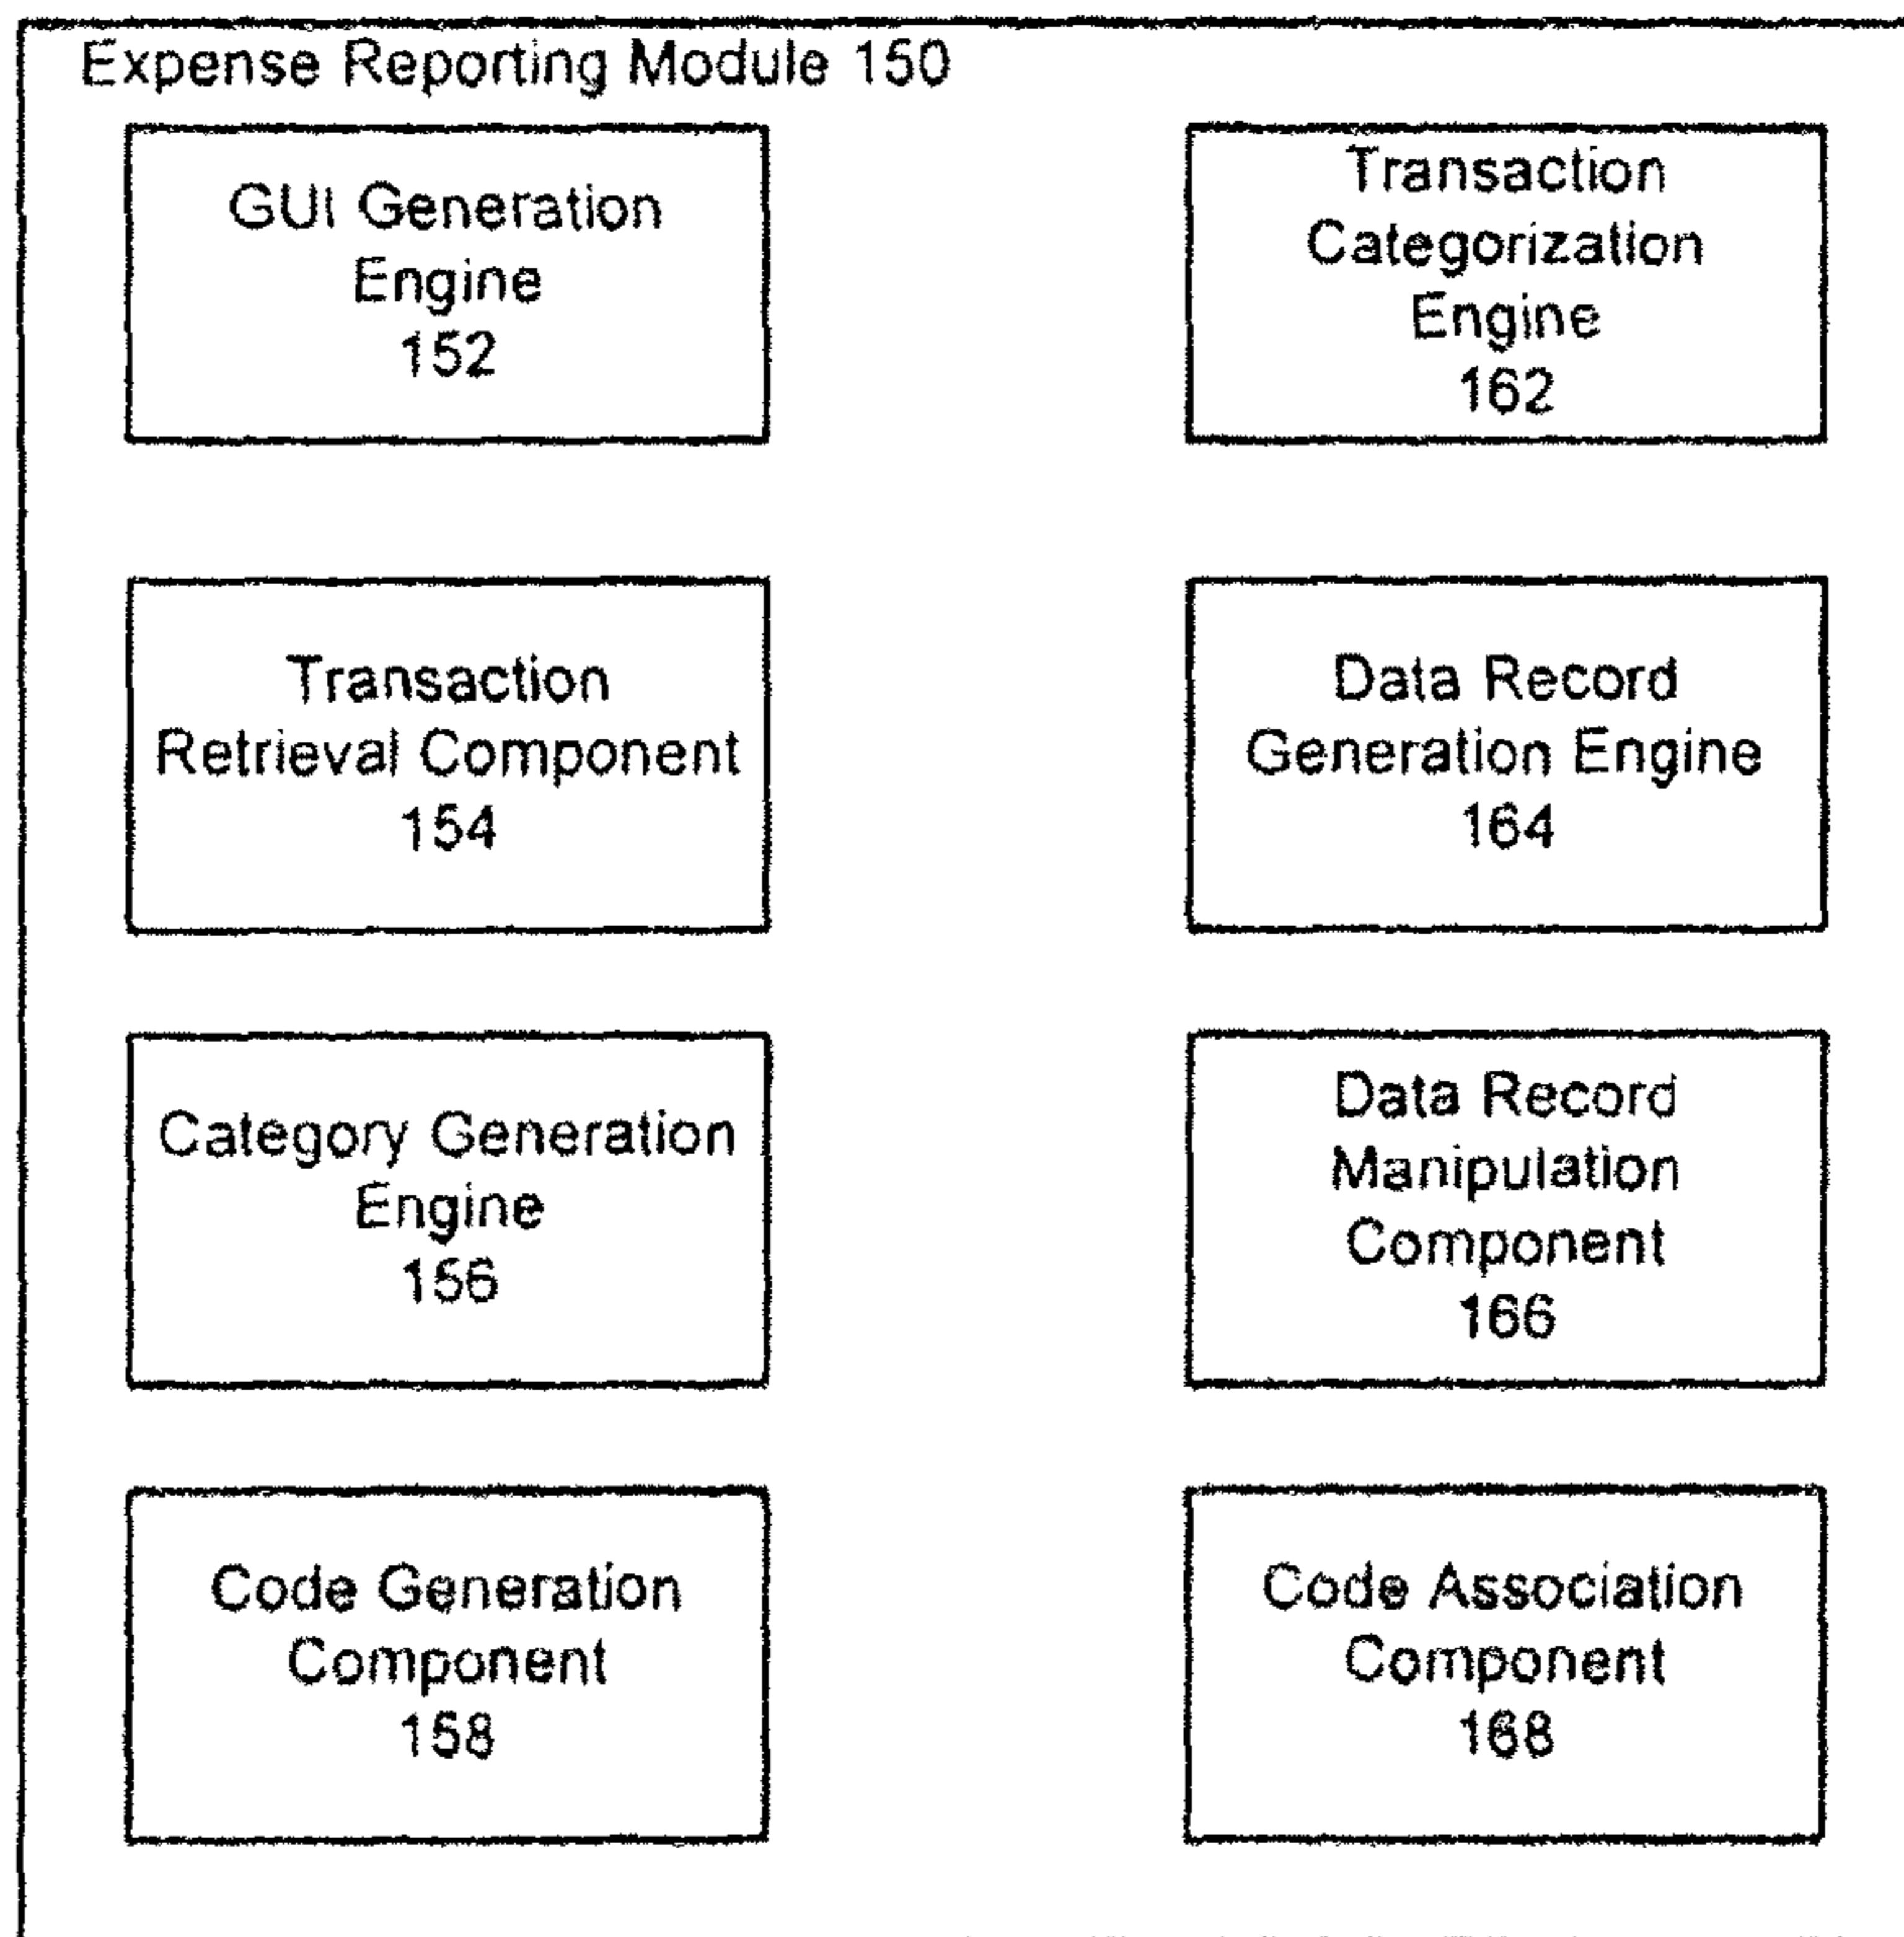 Expense Reporting Module 150
GUI Generation
Engine
152
Transaction
Categorization
Engine
162
Transaction
Retrieval Component
154
Data Record
Generation Engine
164
Category Generation
Engine
156
Data Record
Manipulation
Component
166
Code Generation
Component
158
Code Association
Component
168